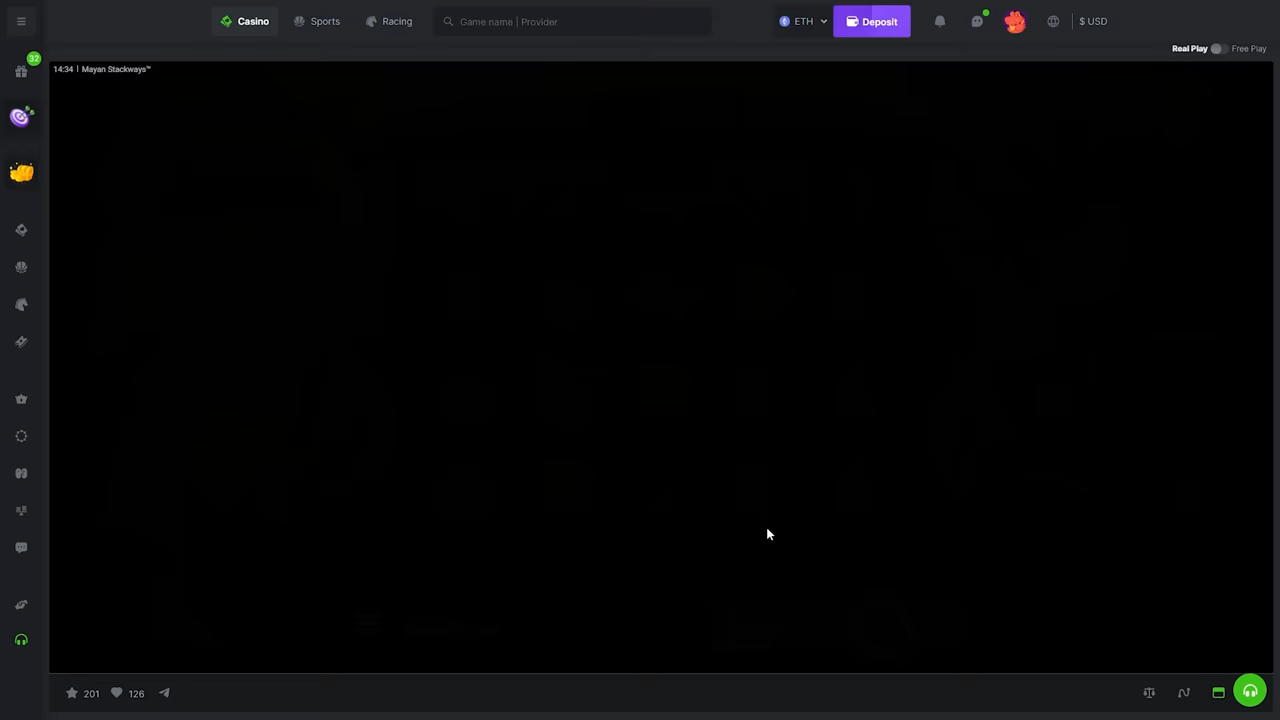 Casino
Sports
Racing
Game name | Provider
ETH
Deposit
$ USD
Real Play
Free Play
32
14:34 | Mayan Stackways™
201
126